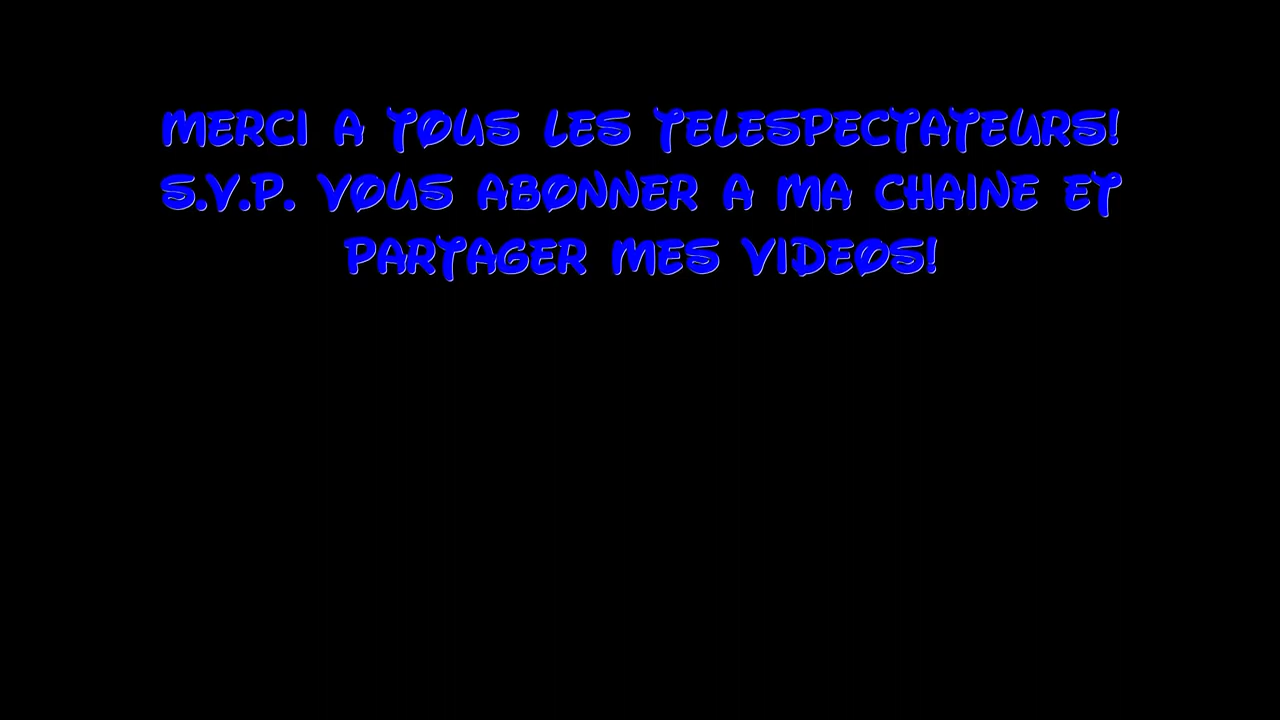 MERCI A TOUS LES TELESPECTATEURS!
S.V.P. VOUS ABONNER A MA CHAINE ET
PARTAGER MES VIDEOS!